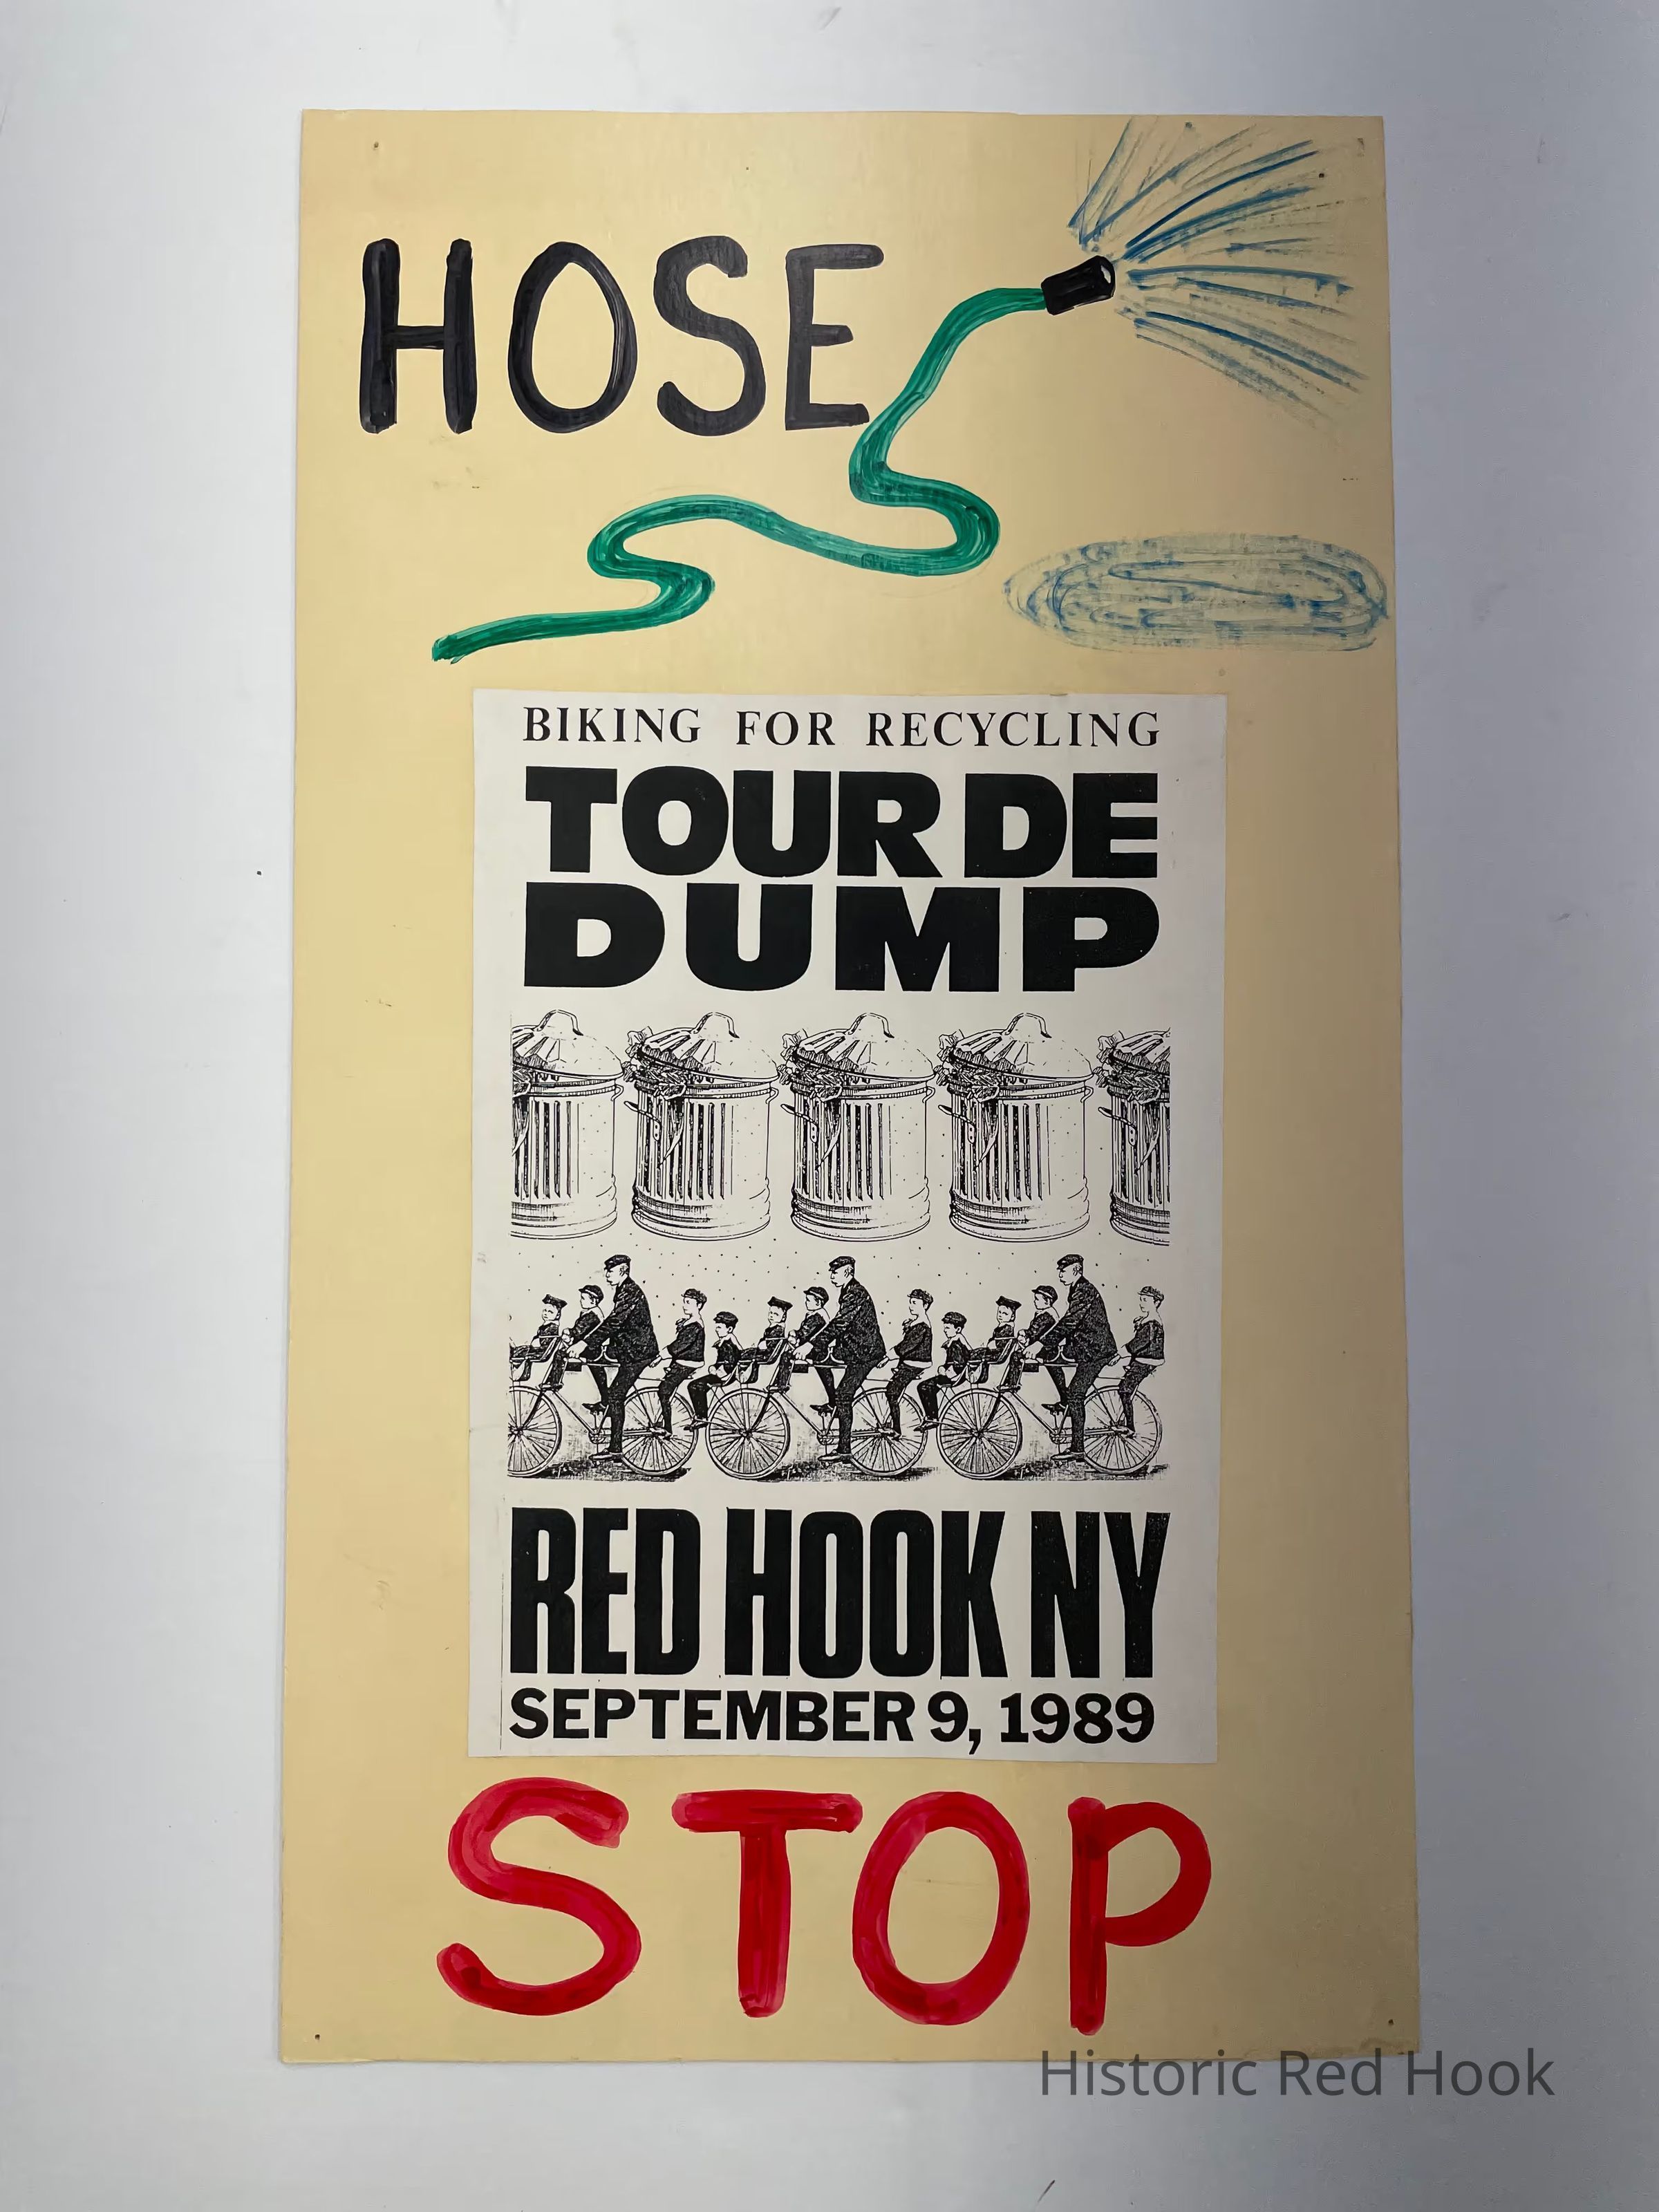 HOSE
BIKING FOR RECYCLING
TOUR DE
DUMP
RED HOOK NY
SEPTEMBER 9, 1989
STOP
Historic Red Hook